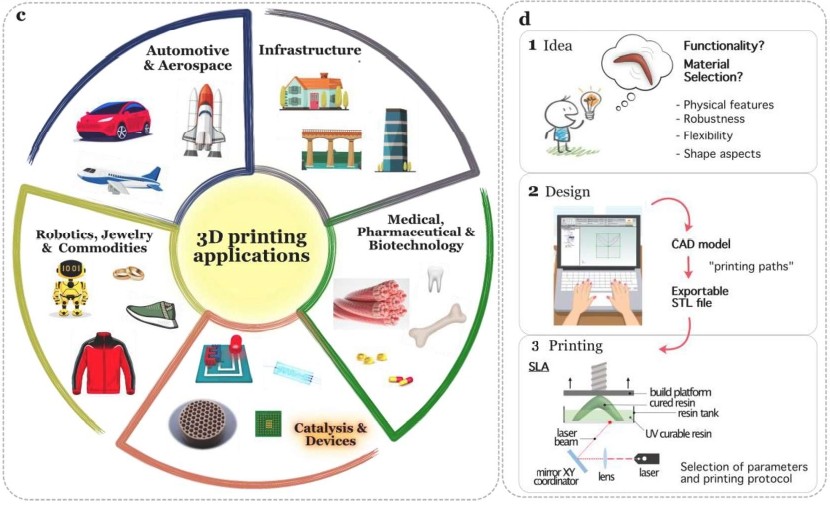 c
Automotive
& Aerospace
Infrastructure
Robotics, Jewelry
& Commodities
1001
3D printing
applications
Medical,
Pharmaceutical &
Biotechnology
Catalysis &
Devices
d
1 Idea
Functionality?
Material
Selection?
- Physical features
- Robustness
- Flexibility
- Shape aspects
2 Design
CAD model
"printing paths"
Exportable
STL file
3 Printing
SLA
build platform
cured resin
resin tank
UV curable resin
laser
beam
mirror XY
coordinator
lens
laser
Selection of parameters
and printing protocol